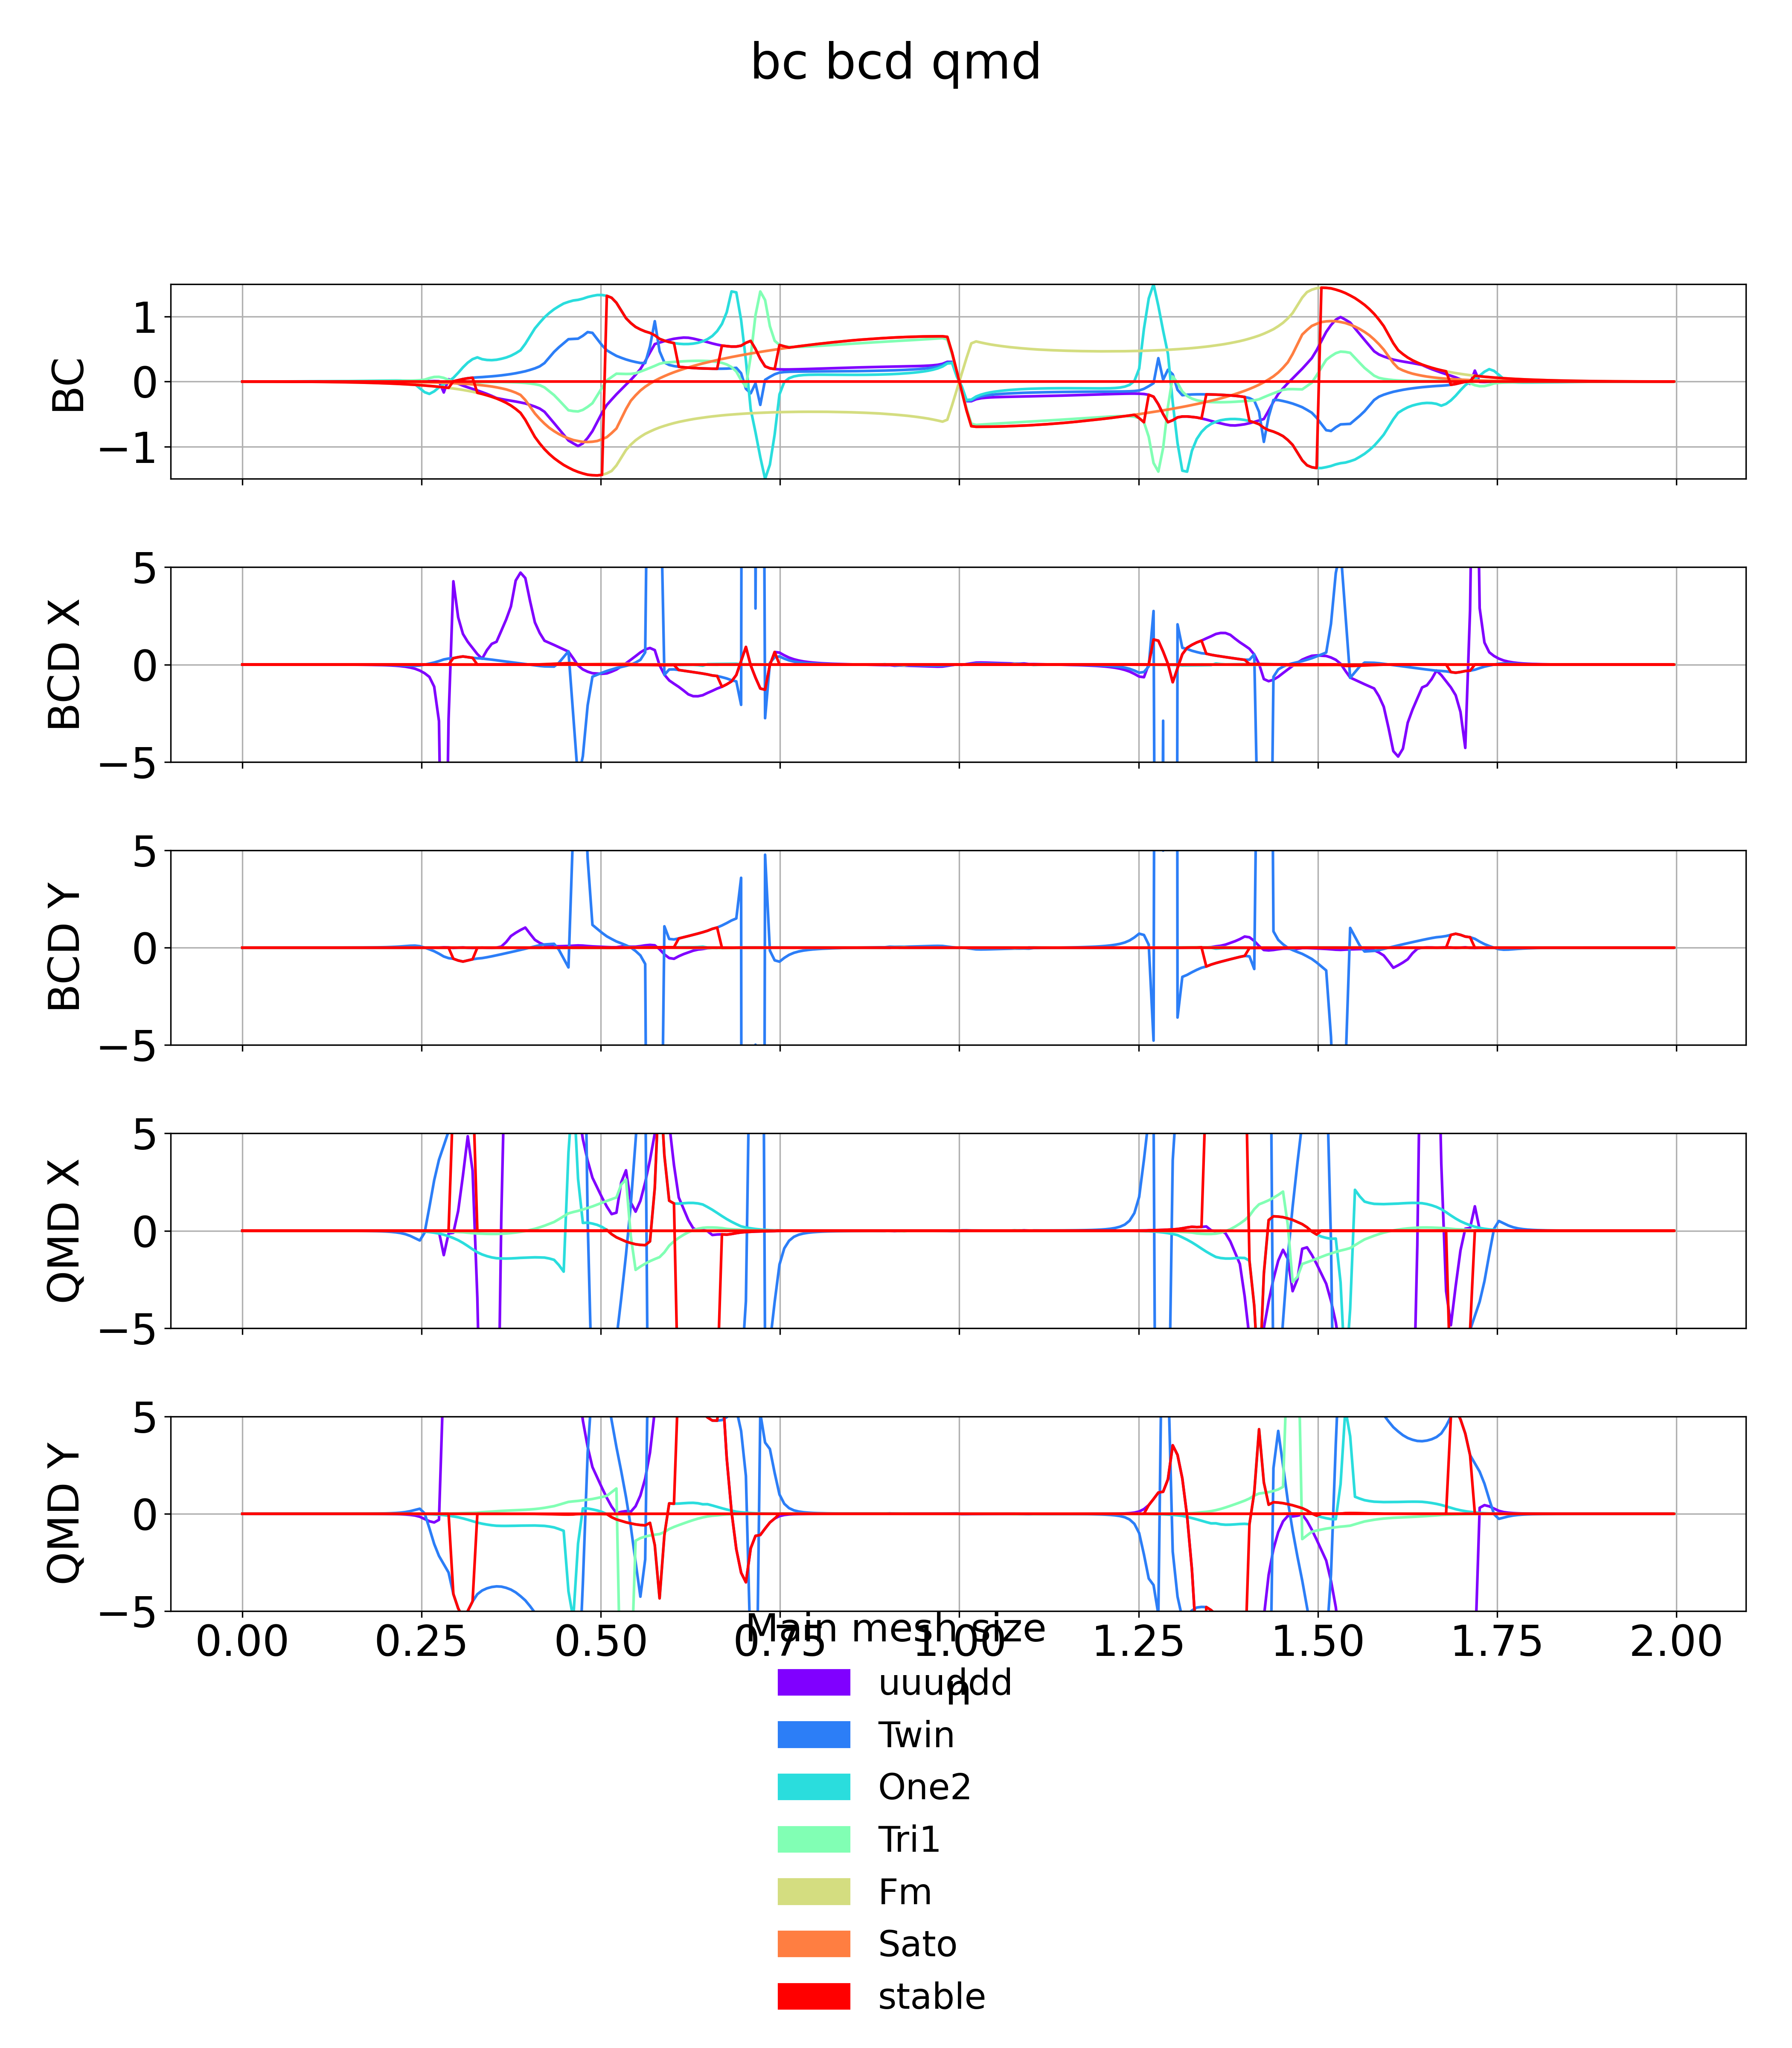 bc bcd qmd
1
0
−1
BC
5
0
−5
BCD X
5
0
−5
BCD Y
5
0
−5
QMD X
5
0
−5
QMD Y
0.00 0.25 0.50 0.75 1.00 1.25 1.50 1.75 2.00
Main mesh size
n
uuuddd
Twin
One2
Tri1
Fm
Sato
stable